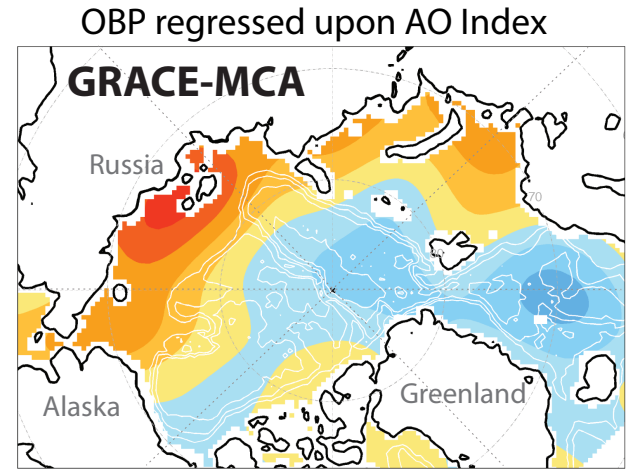 OBP regressed upon AO Index
GRACE-MCA
Russia
70
Alaska
Greenland